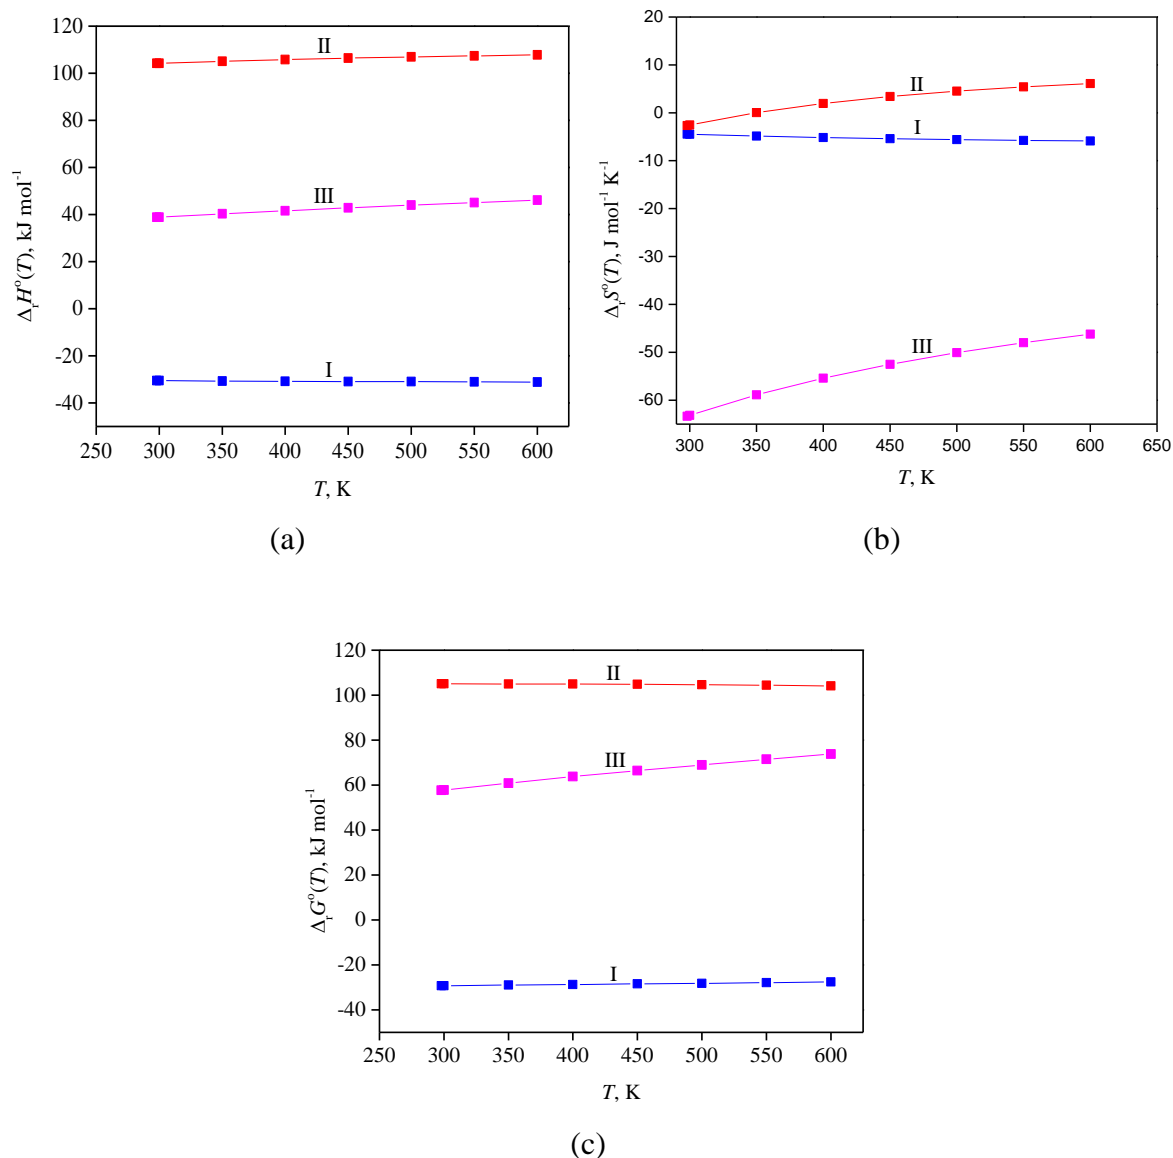 120
100
80
60
40
20
0
-20
-40
250 300 350 400 450 500 550 600
T, K
ΔrH°(T), kJ mol⁻¹
II
III
I
(a)
20
10
0
-10
-20
-30
-40
-50
-60
300 350 400 450 500 550 600 650
T, K
ΔrS°(T), J mol⁻¹ K⁻¹
II
I
III
(b)
120
100
80
60
40
20
0
-20
-40
250 300 350 400 450 500 550 600
T, K
ΔrG°(T), kJ mol⁻¹
II
III
I
(c)